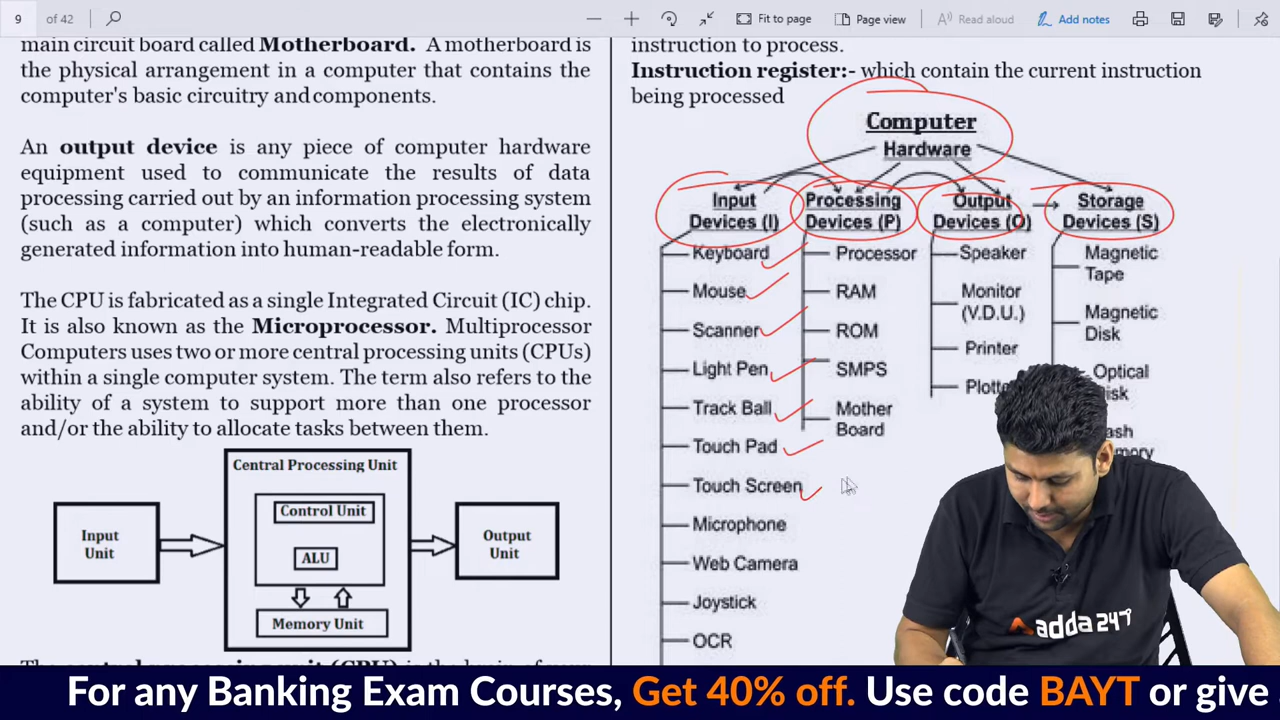 9 of 42
Fit to page
Page view
Read aloud
Add notes
main circuit board called Motherboard. A motherboard is
the physical arrangement in a computer that contains the
computer's basic circuitry and components.
An output device is any piece of computer hardware
equipment used to communicate the results of data
processing carried out by an information processing system
(such as a computer) which converts the electronically
generated information into human-readable form.
The CPU is fabricated as a single Integrated Circuit (IC) chip.
It is also known as the Microprocessor. Multiprocessor
Computers uses two or more central processing units (CPUs)
within a single computer system. The term also refers to the
ability of a system to support more than one processor
and/or the ability to allocate tasks between them.
Central Processing Unit
Control Unit
ALU
Memory Unit
Input
Unit
Output
Unit
instruction to process.
Instruction register:- which contain the current instruction
being processed
Computer
Hardware
Input
Devices (I)
Keyboard
Mouse
Scanner
Light Pen
Track Ball
Touch Pad
Touch Screen
Microphone
Web Camera
Joystick
OCR
Processing
Devices (P)
Processor
RAM
ROM
SMPS
Mother
Board
Output
Devices (O)
Speaker
Monitor
(V.D.U.)
Printer
Storage
Devices (S)
Magnetic
Tape
Magnetic
Disk
Optical
adda 247
For any Banking Exam Courses, Get 40% off. Use code BAYT or give